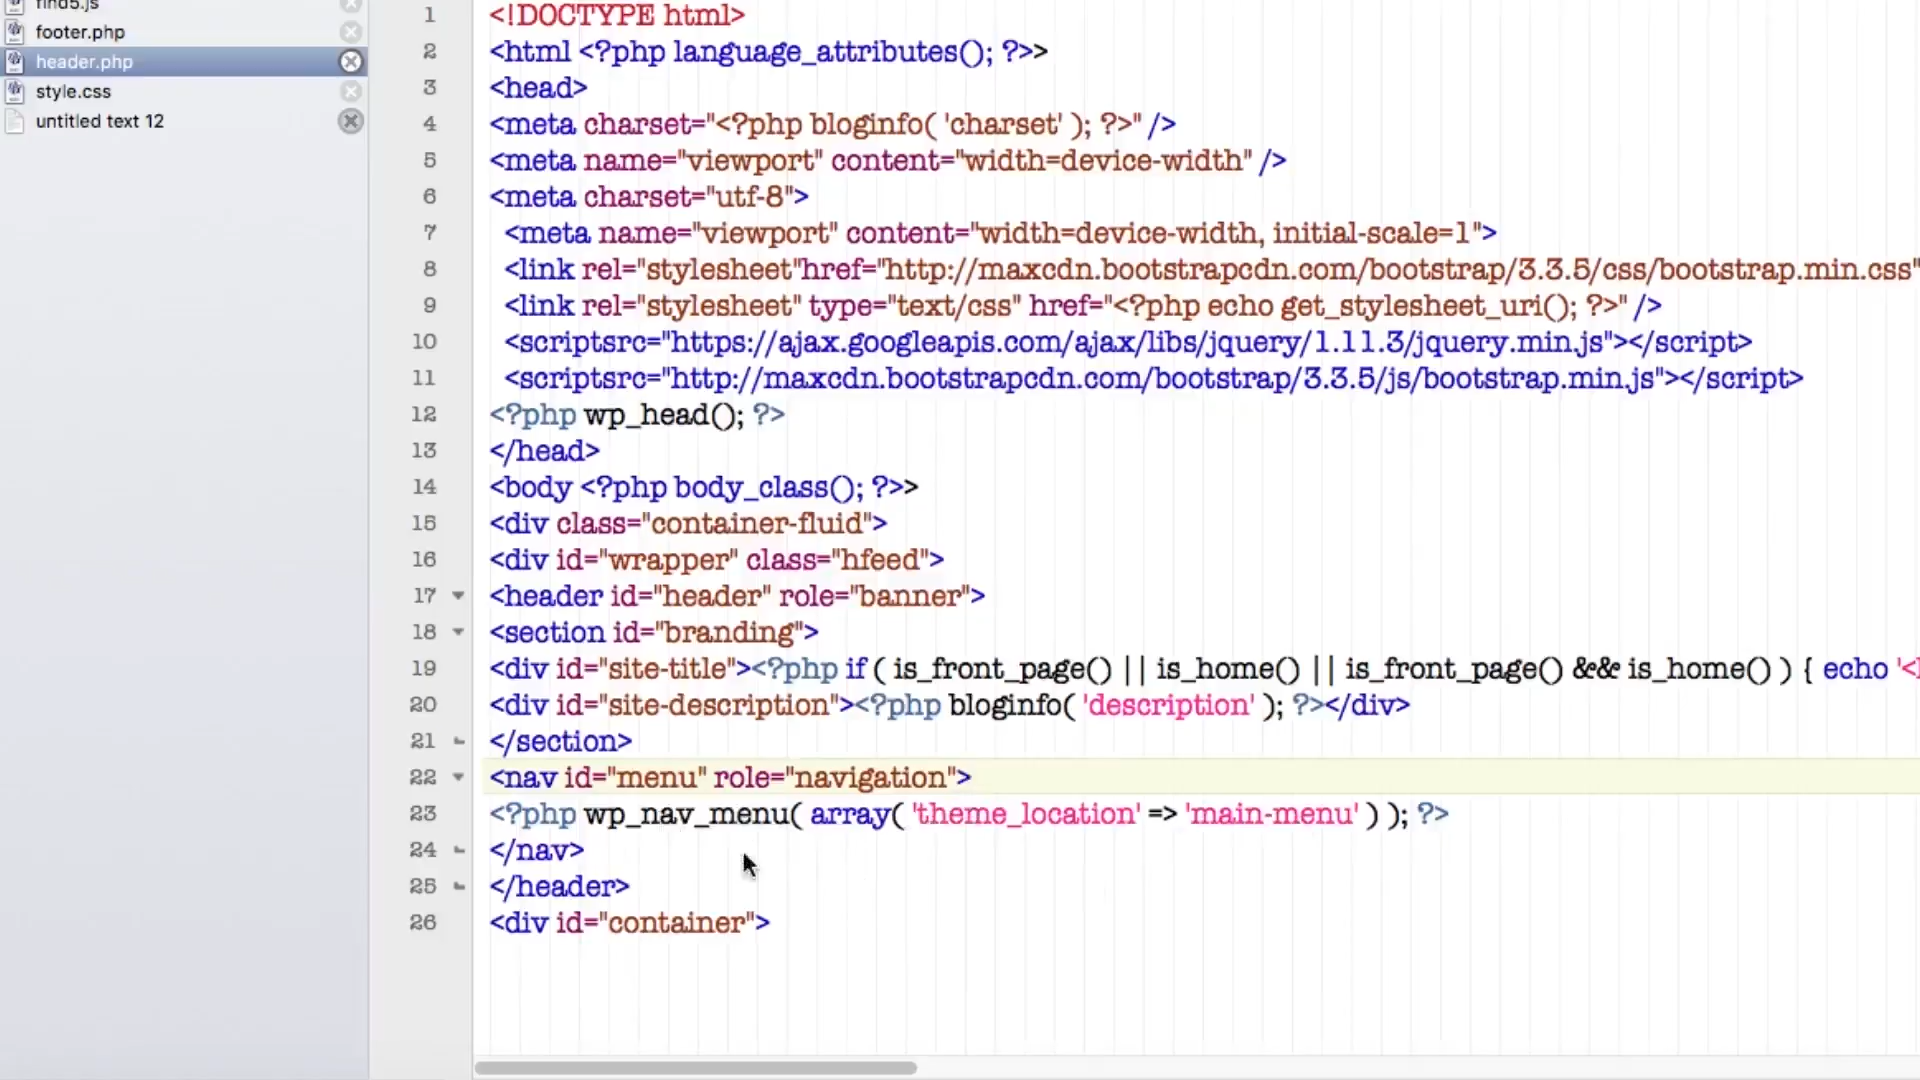 find5.js
footer.php
header.php
style.css
untitled text 12
1 <!DOCTYPE html>
2 <html <?php language_attributes(); ?>>
3 <head>
4 <meta charset="<?php bloginfo( 'charset' ); ?>" />
5 <meta name="viewport" content="width=device-width" />
6 <meta charset="utf-8">
7 <meta name="viewport" content="width=device-width, initial-scale=1">
8 <link rel="stylesheet"href="http://maxcdn.bootstrapcdn.com/bootstrap/3.3.5/css/bootstrap.min.css"
9 <link rel="stylesheet" type="text/css" href="<?php echo get_stylesheet_uri(); ?>" />
10 <scriptsrc="https://ajax.googleapis.com/ajax/libs/jquery/1.11.3/jquery.min.js"></script>
11 <scriptsrc="http://maxcdn.bootstrapcdn.com/bootstrap/3.3.5/js/bootstrap.min.js"></script>
12 <?php wp_head(); ?>
13 </head>
14 <body <?php body_class(); ?>>
15 <div class="container-fluid">
16 <div id="wrapper" class="hfeed">
17 <header id="header" role="banner">
18 <section id="branding">
19 <div id="site-title"><?php if ( is_front_page() || is_home() || is_front_page() && is_home() ) { echo '<
20 <div id="site-description"><?php bloginfo( 'description' ); ?></div>
21 </section>
22 <nav id="menu" role="navigation">
23 <?php wp_nav_menu( array( 'theme_location' => 'main-menu' ) ); ?>
24 </nav>
25 </header>
26 <div id="container">